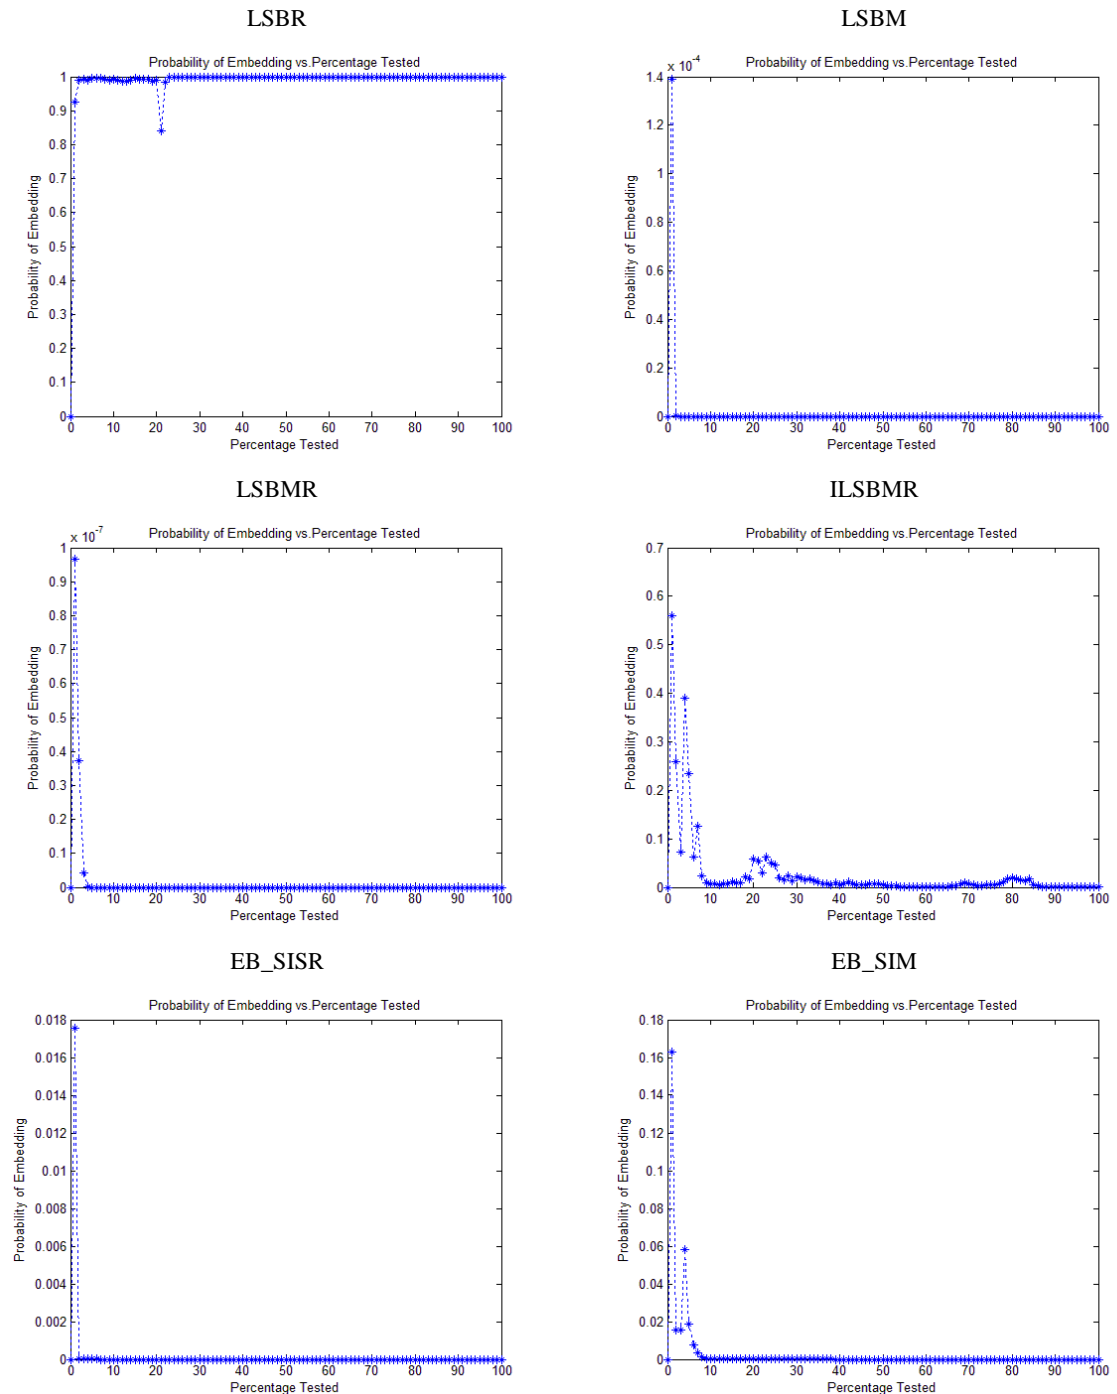 LSBR
Probability of Embedding vs.Percentage Tested
1
0.9
0.8
0.7
0.6
0.5
0.4
0.3
0.2
0.1
0
Probability of Embedding
0 10 20 30 40 50 60 70 80 90 100
Percentage Tested
LSBM
x 10^-4
Probability of Embedding vs.Percentage Tested
1.4
1.2
1
0.8
0.6
0.4
0.2
0
Probability of Embedding
0 10 20 30 40 50 60 70 80 90 100
Percentage Tested
LSBMR
x 10^-7
Probability of Embedding vs.Percentage Tested
1
0.9
0.8
0.7
0.6
0.5
0.4
0.3
0.2
0.1
0
Probability of Embedding
0 10 20 30 40 50 60 70 80 90 100
Percentage Tested
ILSBMR
Probability of Embedding vs.Percentage Tested
0.7
0.6
0.5
0.4
0.3
0.2
0.1
0
Probability of Embedding
0 10 20 30 40 50 60 70 80 90 100
Percentage Tested
EB_SISR
Probability of Embedding vs.Percentage Tested
0.018
0.016
0.014
0.012
0.01
0.008
0.006
0.004
0.002
0
Probability of Embedding
0 10 20 30 40 50 60 70 80 90 100
Percentage Tested
EB_SIM
Probability of Embedding vs.Percentage Tested
0.18
0.16
0.14
0.12
0.1
0.08
0.06
0.04
0.02
0
Probability of Embedding
0 10 20 30 40 50 60 70 80 90 100
Percentage Tested